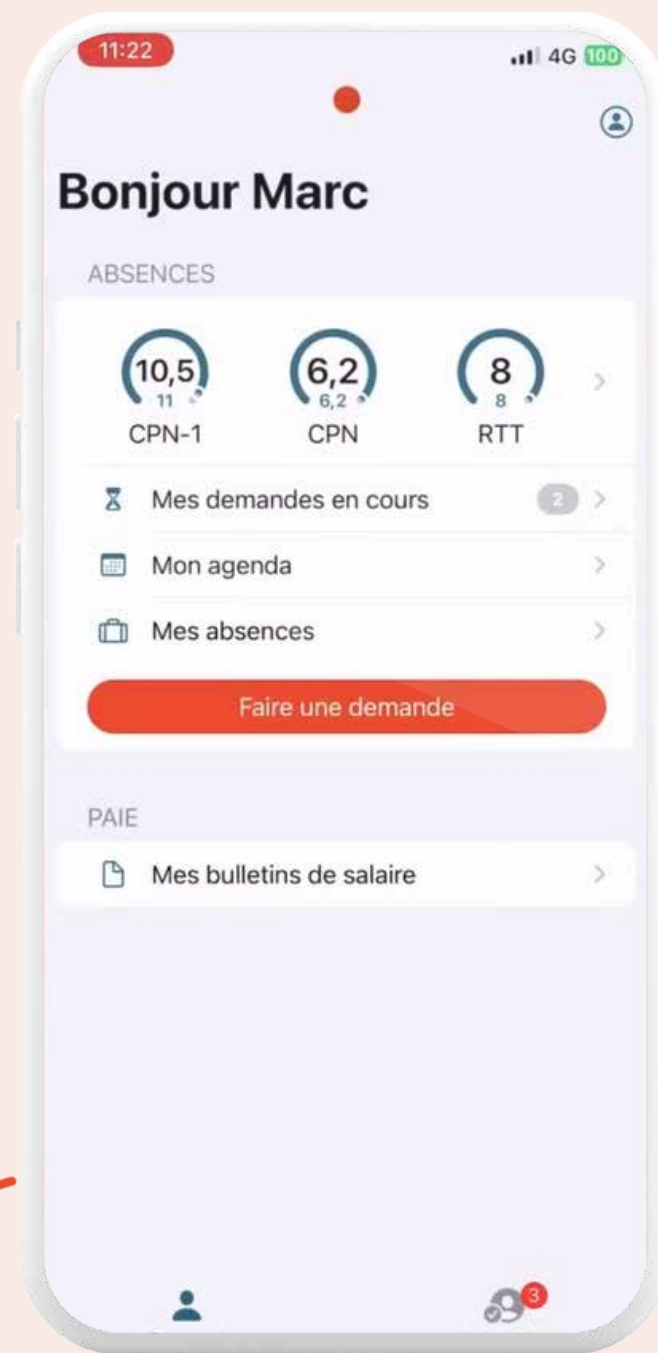 11:22
4G 100
Bonjour Marc
ABSENCES
10,5 6,2 8
11 6,2 8
CPN-1 CPN RTT
Mes demandes en cours 2
Mon agenda
Mes absences
Faire une demande
PAIE
Mes bulletins de salaire
3